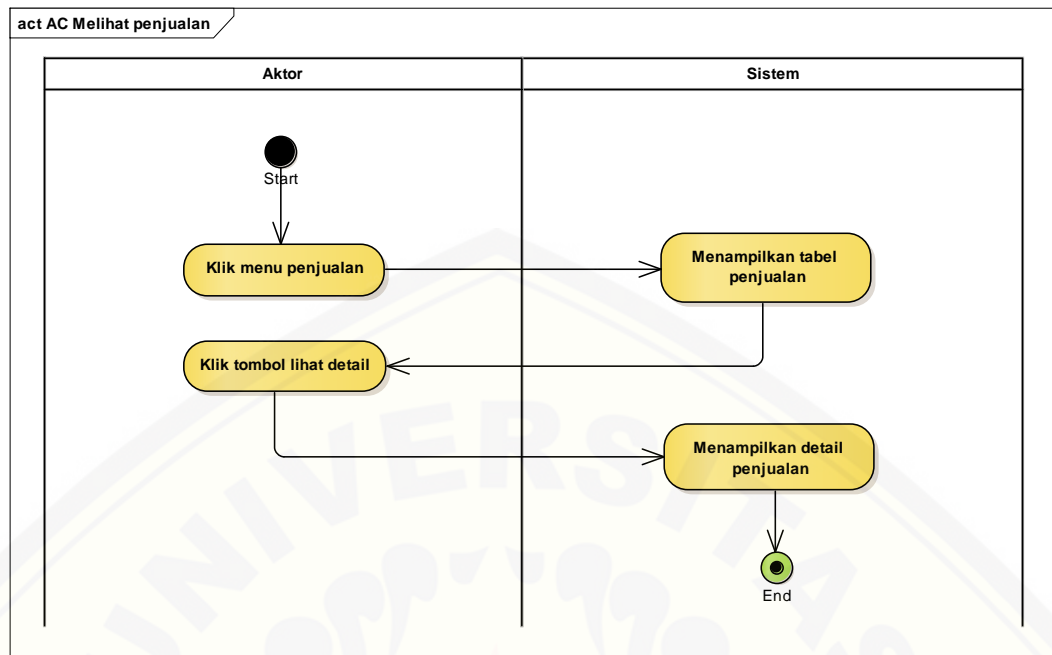 act AC Melihat penjualan
Aktor
Sistem
Start
Klik menu penjualan
Menampilkan tabel
penjualan
Klik tombol lihat detail
Menampilkan detail
penjualan
End
UNIVERSITAS